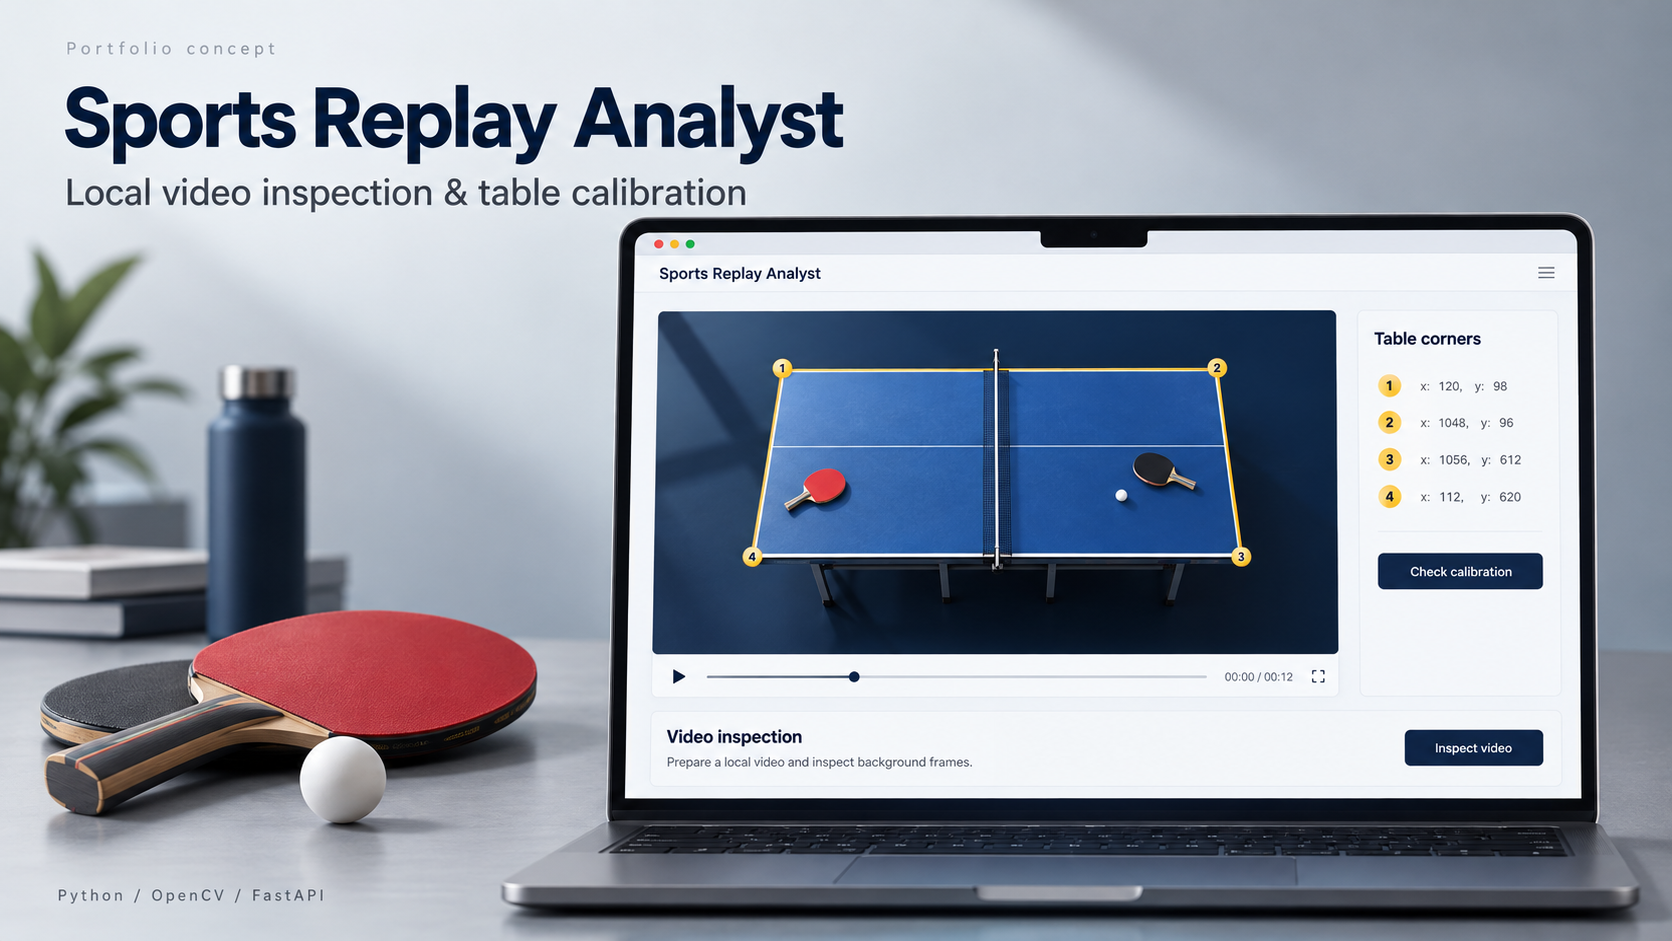 Portfolio concept
Sports Replay Analyst
Local video inspection & table calibration
Sports Replay Analyst
1
2
4
3
Table corners
1 x: 120, y: 98
2 x: 1048, y: 96
3 x: 1056, y: 612
4 x: 112, y: 620
Check calibration
00:00 / 00:12
Video inspection
Prepare a local video and inspect background frames.
Inspect video
Python / OpenCV / FastAPI